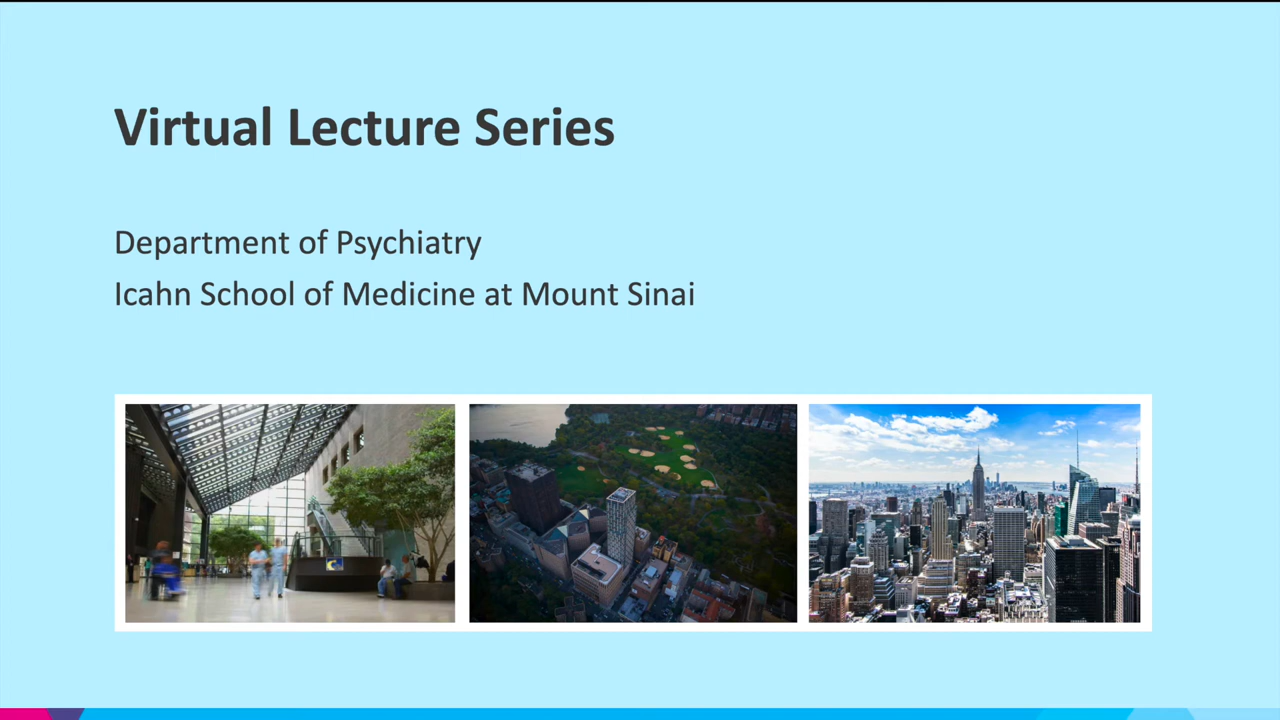 Virtual Lecture Series
Department of Psychiatry
Icahn School of Medicine at Mount Sinai